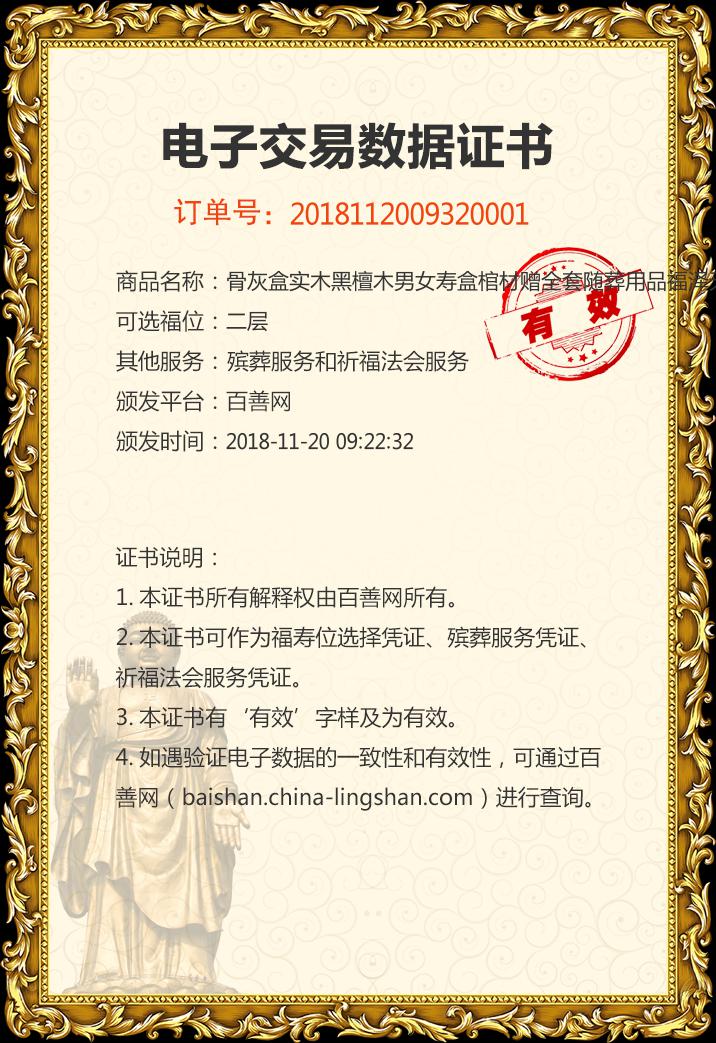 电子交易数据证书
订单号：2018112009320001
商品名称：骨灰盒实木黑檀木男女寿盒棺材赠全套随葬用品福泽
有效
可选福位：二层
其他服务：殡葬服务和祈福法会服务
颁发平台：百善网
颁发时间：2018-11-20 09:22:32
证书说明：
1. 本证书所有解释权由百善网所有。
2. 本证书可作为福寿位选择凭证、殡葬服务凭证、
祈福法会服务凭证。
3. 本证书有‘有效’字样及为有效。
4. 如遇验证电子数据的一致性和有效性，可通过百
善网（baishan.china-lingshan.com）进行查询。